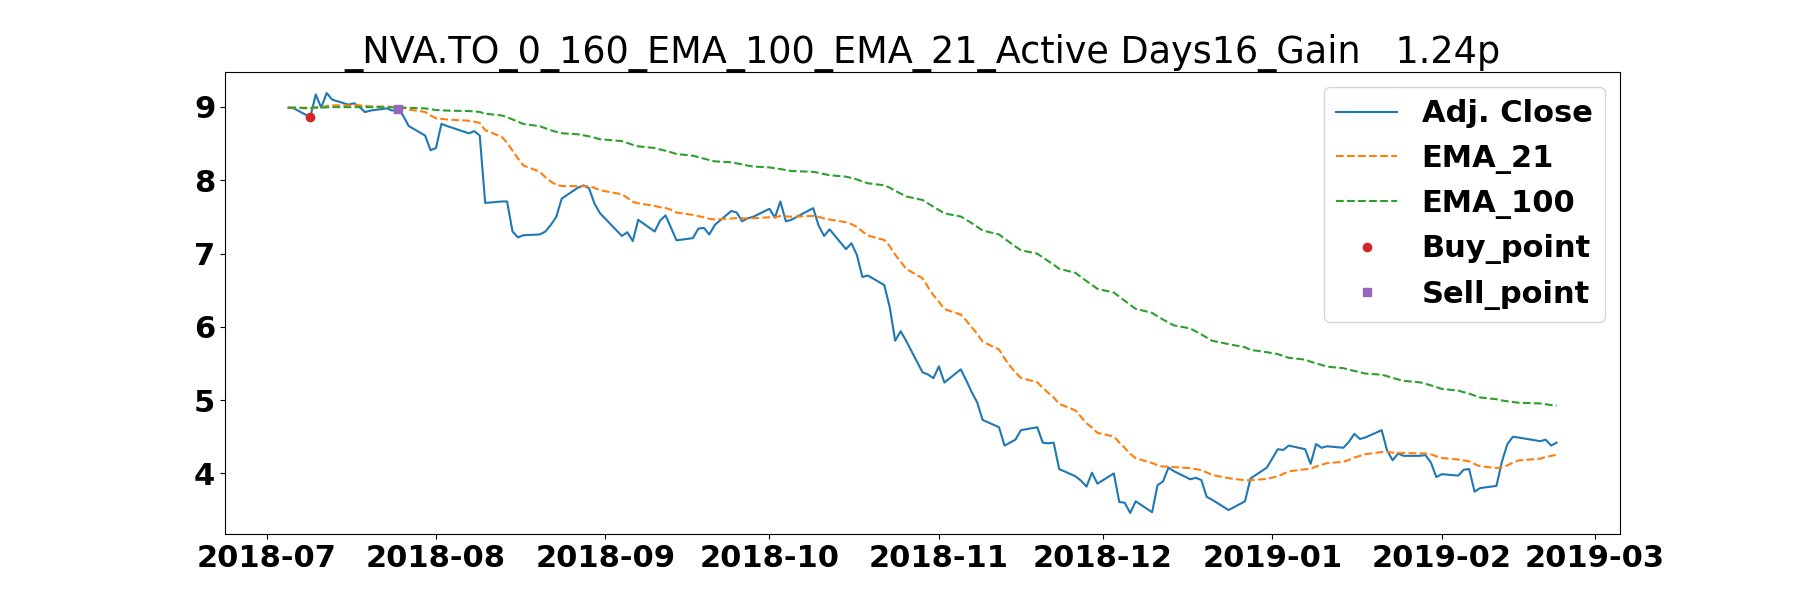 _NVA.TO_0_160_EMA_100_EMA_21_Active Days16_Gain   1.24p
9
8
7
6
5
4
Adj. Close
EMA_21
EMA_100
Buy_point
Sell_point
2018-07 2018-08 2018-09 2018-10 2018-11 2018-12 2019-01 2019-02 2019-03